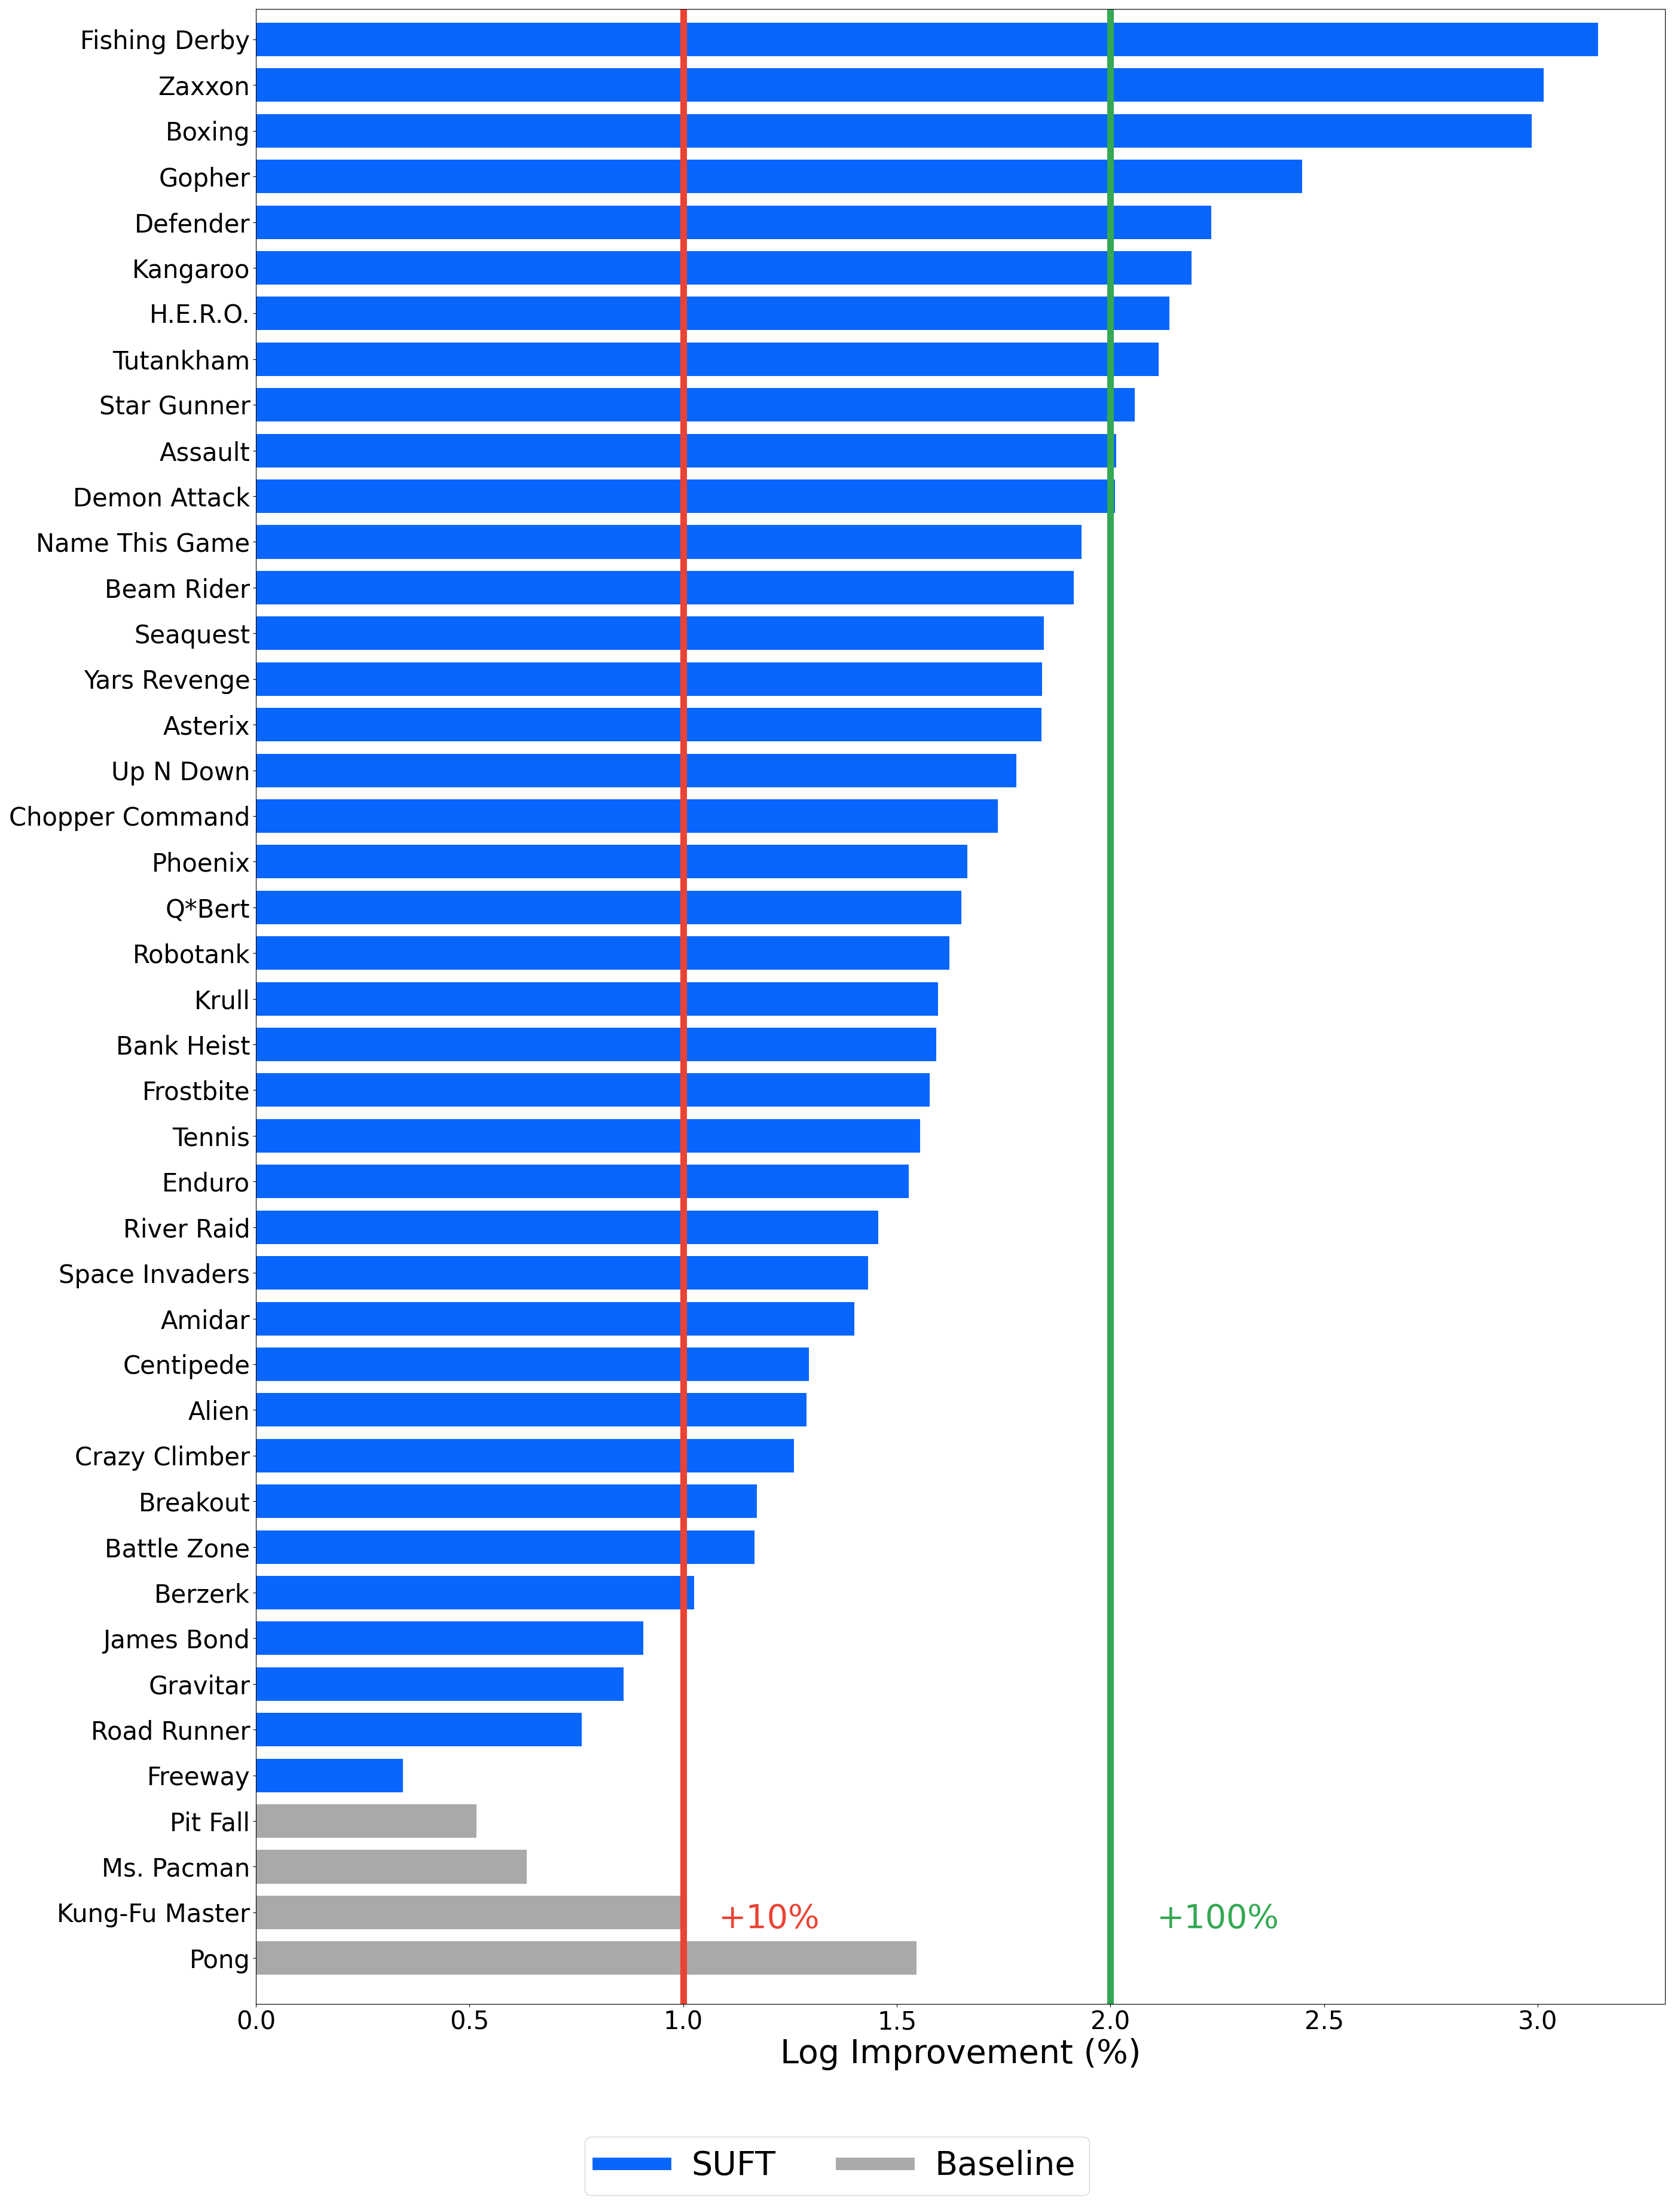 Fishing Derby
Zaxxon
Boxing
Gopher
Defender
Kangaroo
H.E.R.O.
Tutankham
Star Gunner
Assault
Demon Attack
Name This Game
Beam Rider
Seaquest
Yars Revenge
Asterix
Up N Down
Chopper Command
Phoenix
Q*Bert
Robotank
Krull
Bank Heist
Frostbite
Tennis
Enduro
River Raid
Space Invaders
Amidar
Centipede
Alien
Crazy Climber
Breakout
Battle Zone
Berzerk
James Bond
Gravitar
Road Runner
Freeway
Pit Fall
Ms. Pacman
Kung-Fu Master +10% +100%
Pong
0.0 0.5 1.0 1.5 2.0 2.5 3.0
Log Improvement (%)
SUFT Baseline